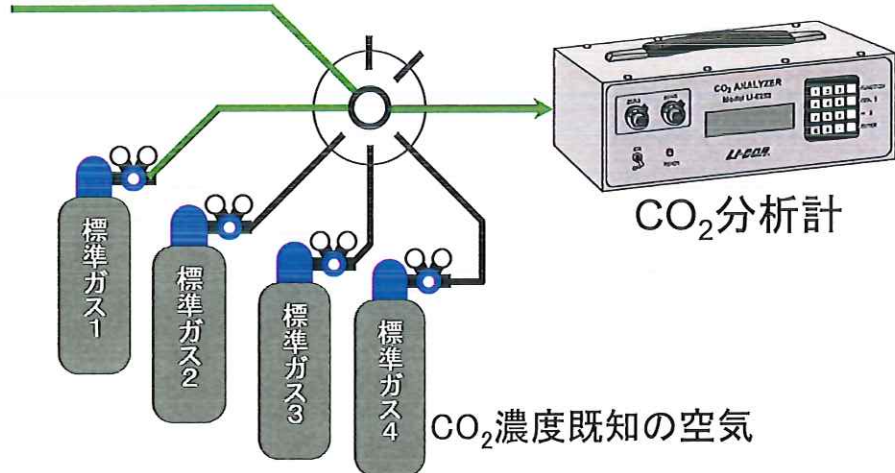 CO₂ ANALYZER
LI-COR
CO₂分析計
標準ガス1
標準ガス2
標準ガス3
標準ガス4
CO₂濃度既知の空気